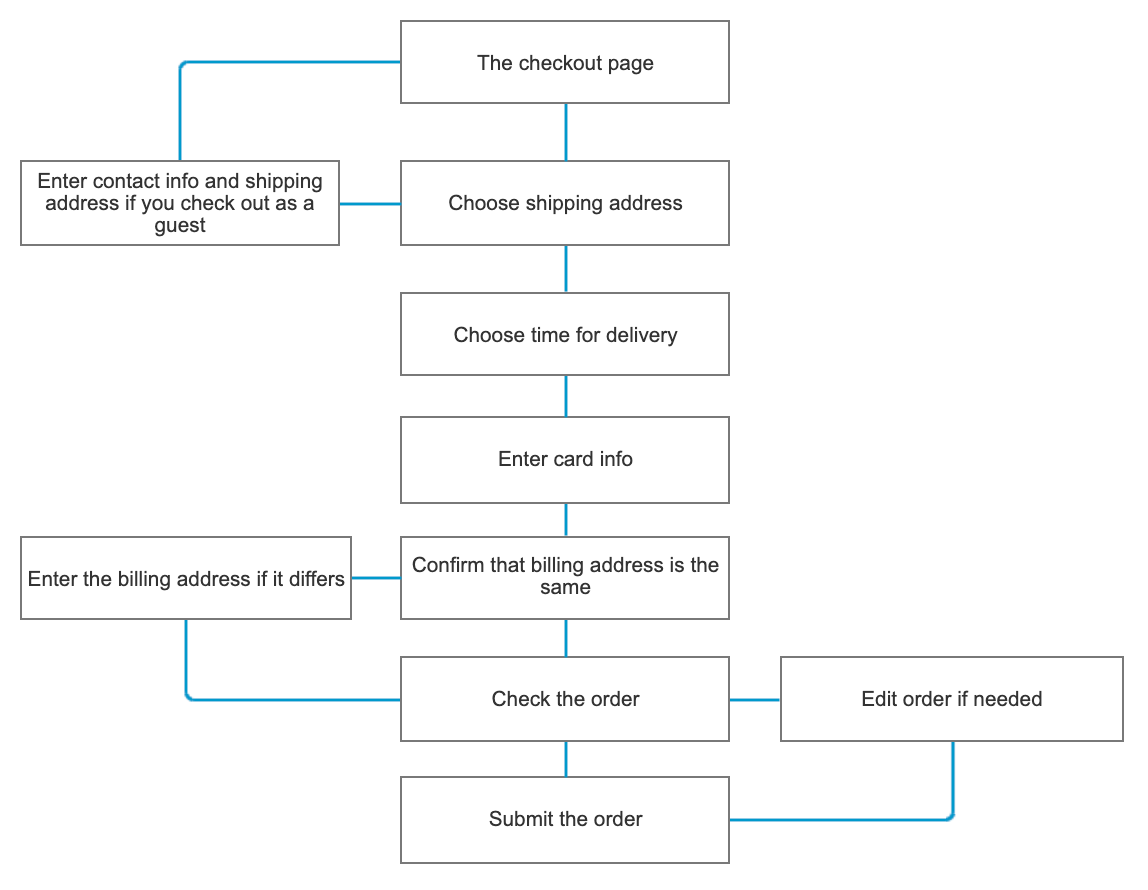 The checkout page
Enter contact info and shipping
address if you check out as a
guest
Choose shipping address
Choose time for delivery
Enter card info
Enter the billing address if it differs
Confirm that billing address is the
same
Check the order
Edit order if needed
Submit the order